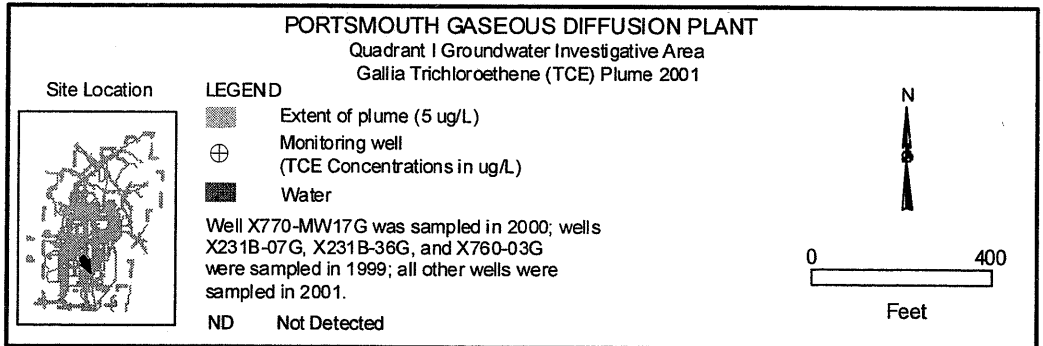 PORTSMOUTH GASEOUS DIFFUSION PLANT
Quadrant I Groundwater Investigative Area
Gallia Trichloroethene (TCE) Plume 2001
Site Location
LEGEND
Extent of plume (5 ug/L)
Monitoring well
(TCE Concentrations in ug/L)
Water
Well X770-MW17G was sampled in 2000; wells
X231B-07G, X231B-36G, and X760-03G
were sampled in 1999; all other wells were
sampled in 2001.
ND Not Detected
N
0 400
Feet